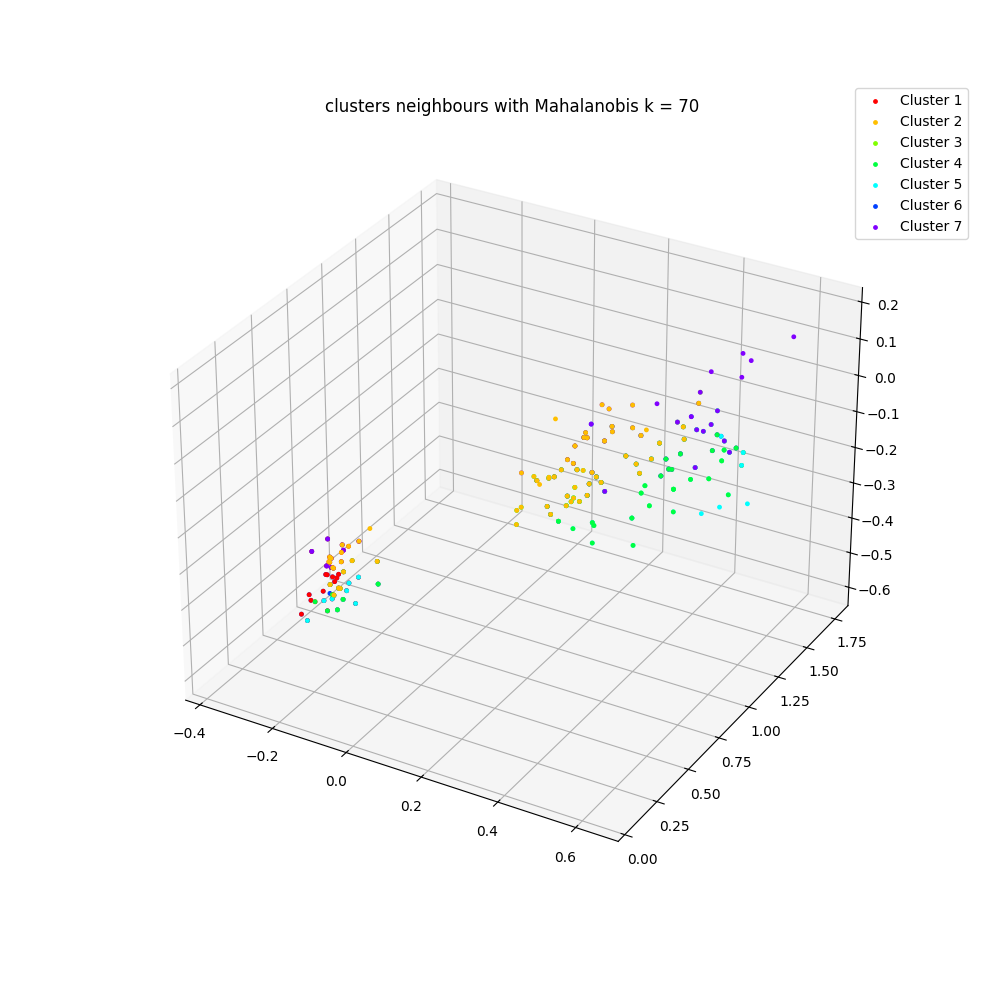 clusters neighbours with Mahalanobis k = 70
Cluster 1
Cluster 2
Cluster 3
Cluster 4
Cluster 5
Cluster 6
Cluster 7
0.2
0.1
0.0
−0.1
−0.2
−0.3
−0.4
−0.5
−0.6
1.75
1.50
1.25
1.00
0.75
0.50
0.25
0.00
−0.4
−0.2
0.0
0.2
0.4
0.6